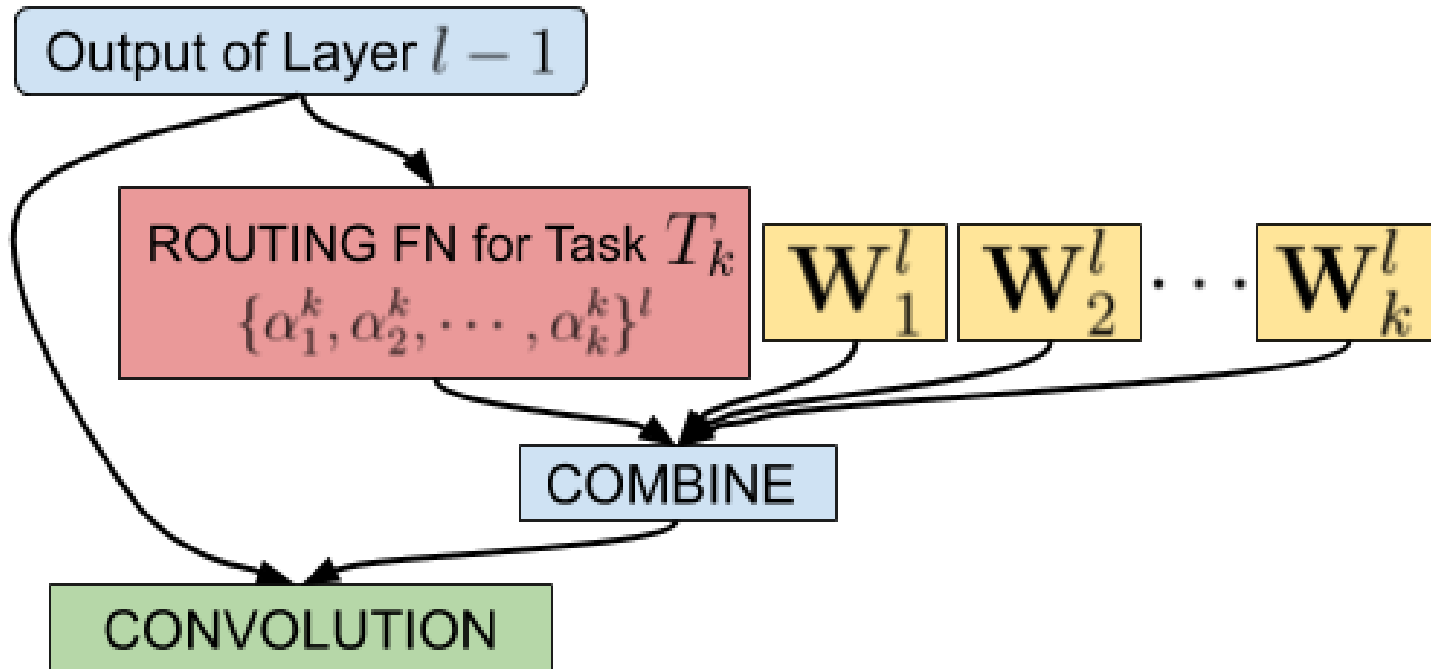 Output of Layer l − 1
ROUTING FN for Task T_k
{α_1^k, α_2^k, ⋯ , α_k^k}^l
W_1^l W_2^l ⋯ W_k^l
COMBINE
CONVOLUTION